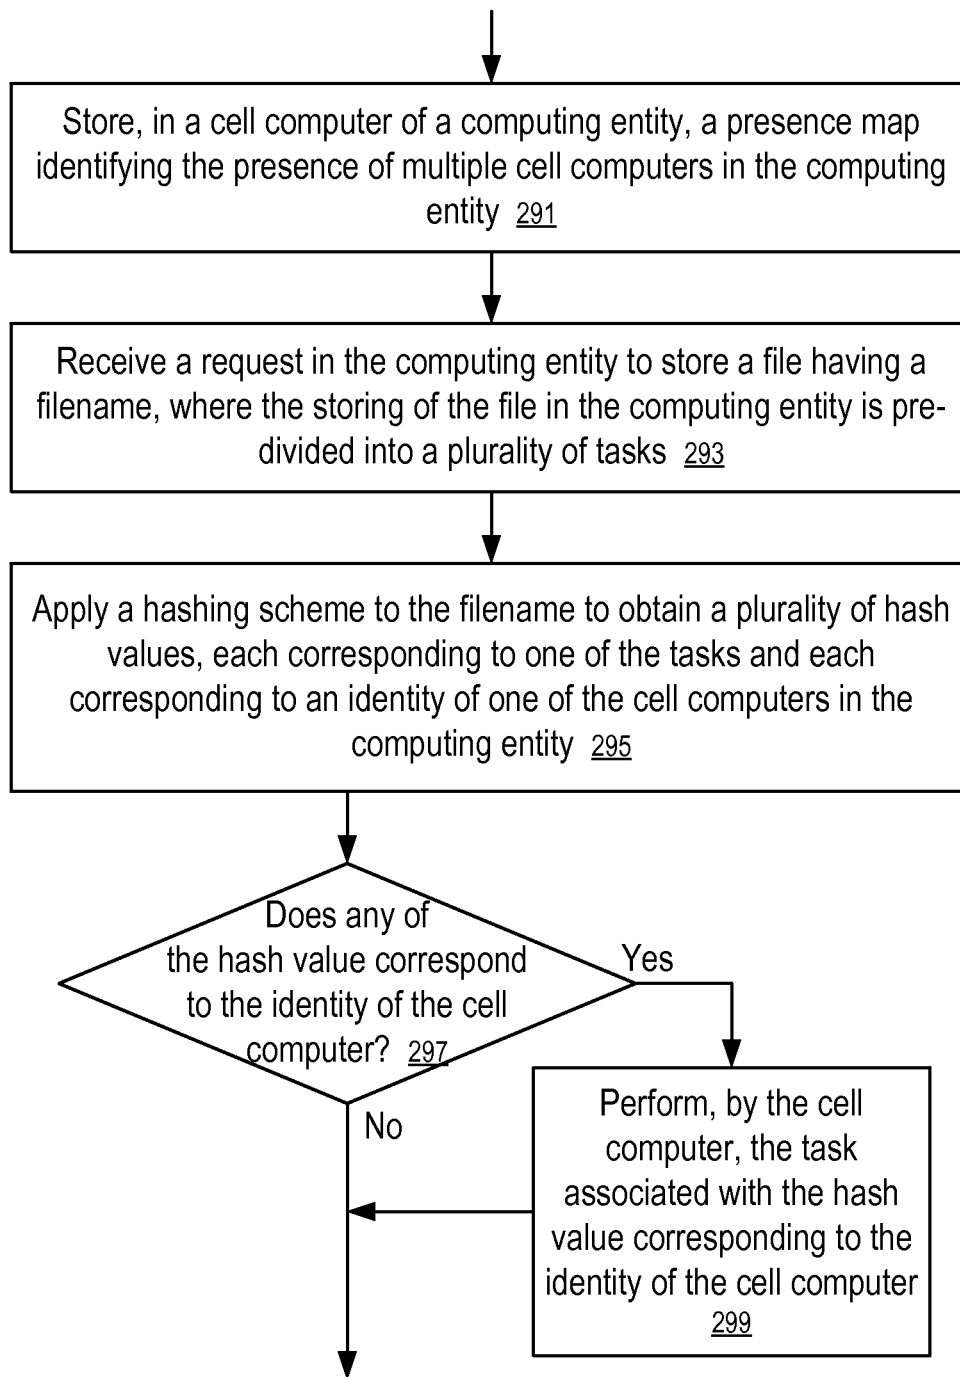 Store, in a cell computer of a computing entity, a presence map
identifying the presence of multiple cell computers in the computing
entity 291
Receive a request in the computing entity to store a file having a
filename, where the storing of the file in the computing entity is pre-
divided into a plurality of tasks 293
Apply a hashing scheme to the filename to obtain a plurality of hash
values, each corresponding to one of the tasks and each
corresponding to an identity of one of the cell computers in the
computing entity 295
Does any of
the hash value correspond
to the identity of the cell
computer? 297
Yes
No
Perform, by the cell
computer, the task
associated with the hash
value corresponding to the
identity of the cell computer
299